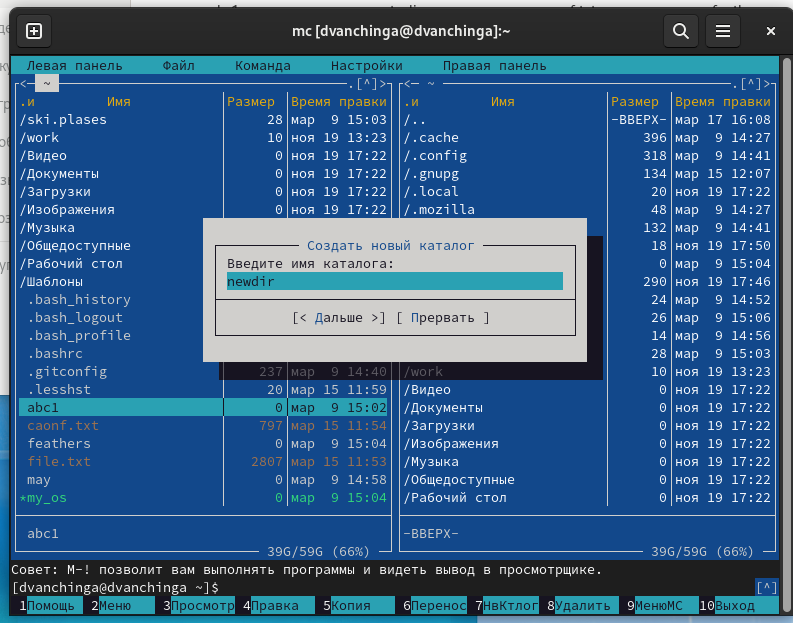 mc [dvanchinga@dvanchinga]:~
Левая панель Файл Команда Настройки Правая панель
<─ ~ .[^]> <─ ~ .[^]>
.и Имя Размер Время правки .и Имя Размер Время правки
/ski.plases 28 мар 9 15:03 /.. -ВВЕРХ- мар 17 16:08
/work 10 ноя 19 13:23 /.cache 396 мар 9 14:27
/Видео 0 ноя 19 17:22 /.config 318 мар 9 14:41
/Документы 0 ноя 19 17:22 /.gnupg 134 мар 15 12:07
/Загрузки 0 ноя 19 17:22 /.local 20 ноя 19 17:22
/Изображения 0 ноя 19 17:22 /.mozilla 48 мар 9 14:27
/Музыка 132 мар 9 14:41
/Общедоступные 18 ноя 19 17:50
/Рабочий стол 0 мар 9 15:04
/Шаблоны 290 ноя 19 17:46
.bash_history 24 мар 9 14:52
.bash_logout 26 мар 9 15:06
.bash_profile 14 мар 9 14:56
.bashrc 28 мар 9 15:03
Создать новый каталог
Введите имя каталога:
newdir
[< Дальше >] [ Прервать ]
.gitconfig 237 мар 9 14:40 /work 10 ноя 19 13:23
.lesshst 20 мар 15 11:59 /Видео 0 ноя 19 17:22
abc1 0 мар 9 15:02 /Документы 0 ноя 19 17:22
caonf.txt 797 мар 15 11:54 /Загрузки 0 ноя 19 17:22
feathers 0 мар 9 15:04 /Изображения 0 ноя 19 17:22
file.txt 2807 мар 15 11:53 /Музыка 0 ноя 19 17:22
may 0 мар 9 14:58 /Общедоступные 0 ноя 19 17:22
*my_os 0 мар 9 15:04 /Рабочий стол 0 ноя 19 17:22
abc1 -ВВЕРХ-
39G/59G (66%) 39G/59G (66%)
Совет: M-! позволит вам выполнять программы и видеть вывод в просмотрщике.
[dvanchinga@dvanchinga ~]$ [^]
1Помощь 2Меню 3Просмотр 4Правка 5Копия 6Перенос 7НвКтлог 8Удалить 9МенюМС 10Выход